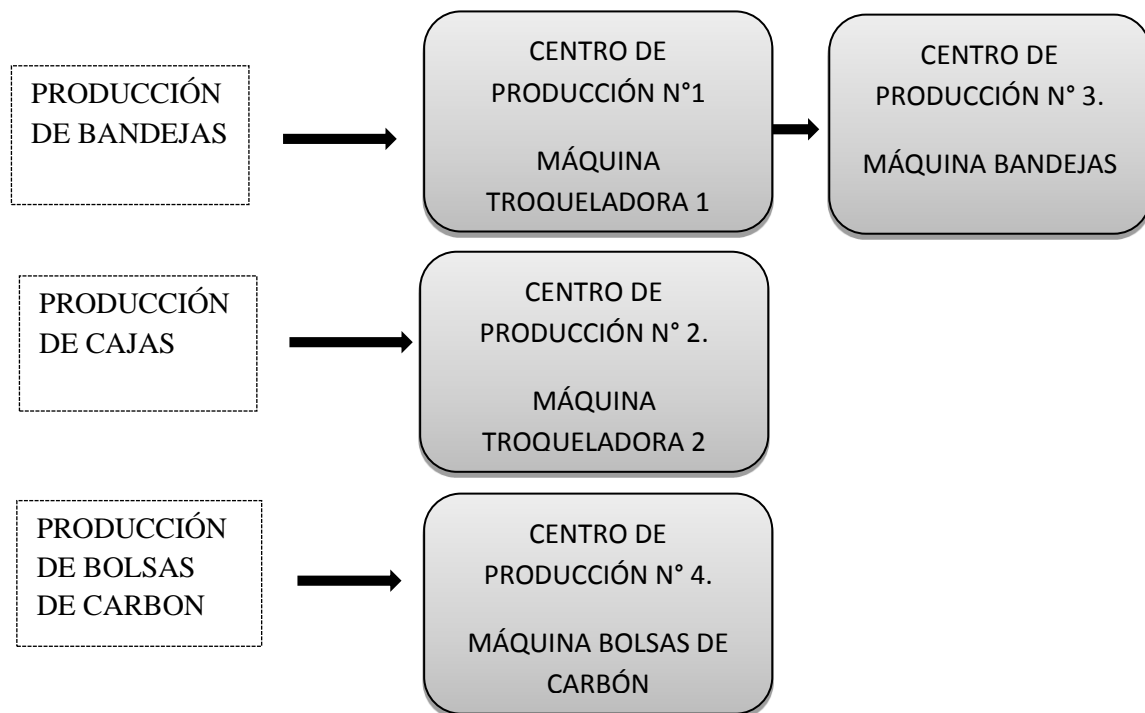 PRODUCCIÓN
DE BANDEJAS
CENTRO DE
PRODUCCIÓN N°1
MÁQUINA
TROQUELADORA 1
CENTRO DE
PRODUCCIÓN N° 3.
MÁQUINA BANDEJAS
PRODUCCIÓN
DE CAJAS
CENTRO DE
PRODUCCIÓN N° 2.
MÁQUINA
TROQUELADORA 2
PRODUCCIÓN
DE BOLSAS
DE CARBON
CENTRO DE
PRODUCCIÓN N° 4.
MÁQUINA BOLSAS DE
CARBÓN